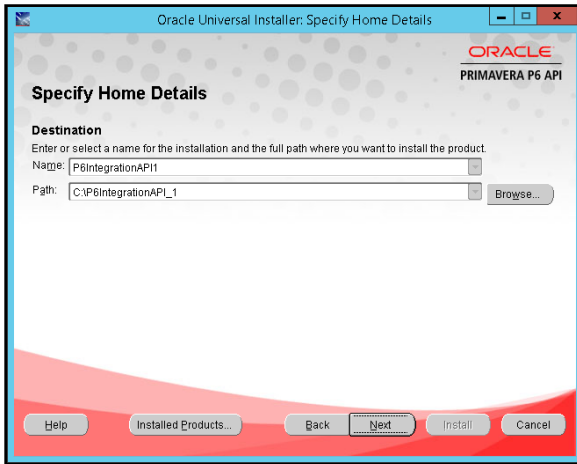 Oracle Universal Installer: Specify Home Details
ORACLE
PRIMAVERA P6 API
Specify Home Details
Destination
Enter or select a name for the installation and the full path where you want to install the product.
Name: P6IntegrationAPI1
Path: C:\P6IntegrationAPI_1 Browse...
Help Installed Products... Back Next Install Cancel